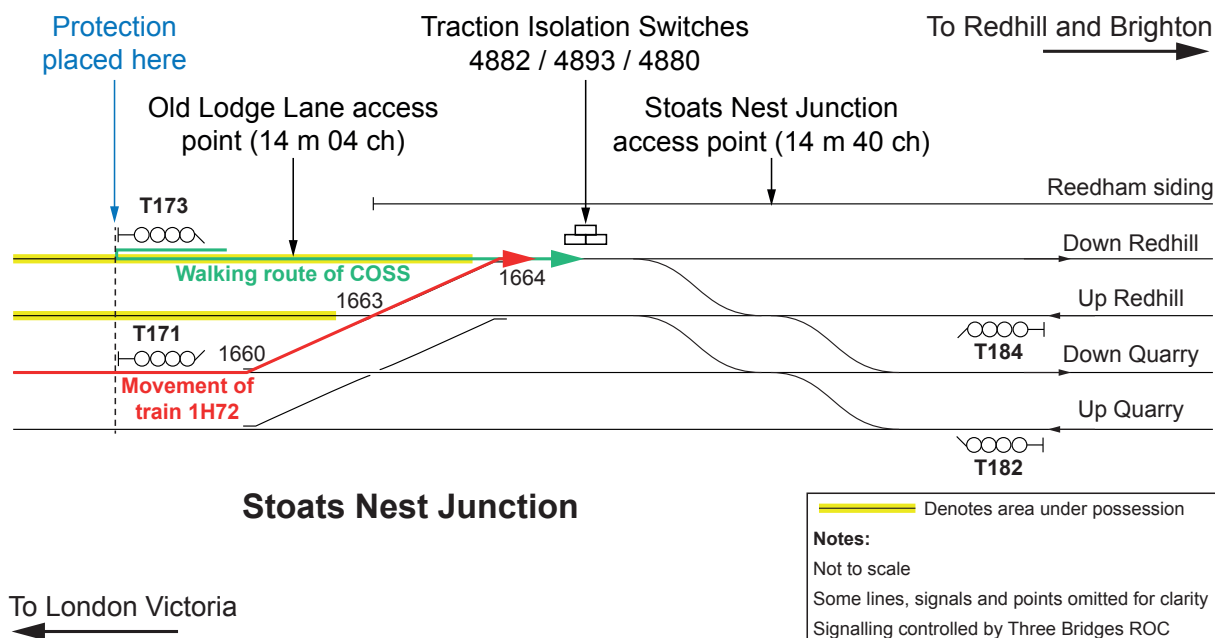 Protection
placed here
Traction Isolation Switches
4882 / 4893 / 4880
To Redhill and Brighton
Old Lodge Lane access
point (14 m 04 ch)
Stoats Nest Junction
access point (14 m 40 ch)
Reedham siding
T173
Down Redhill
Walking route of COSS
1664
1663
Up Redhill
T171
T184
1660
Down Quarry
Movement of
train 1H72
Up Quarry
T182
Stoats Nest Junction
Denotes area under possession
Notes:
Not to scale
Some lines, signals and points omitted for clarity
Signalling controlled by Three Bridges ROC
To London Victoria